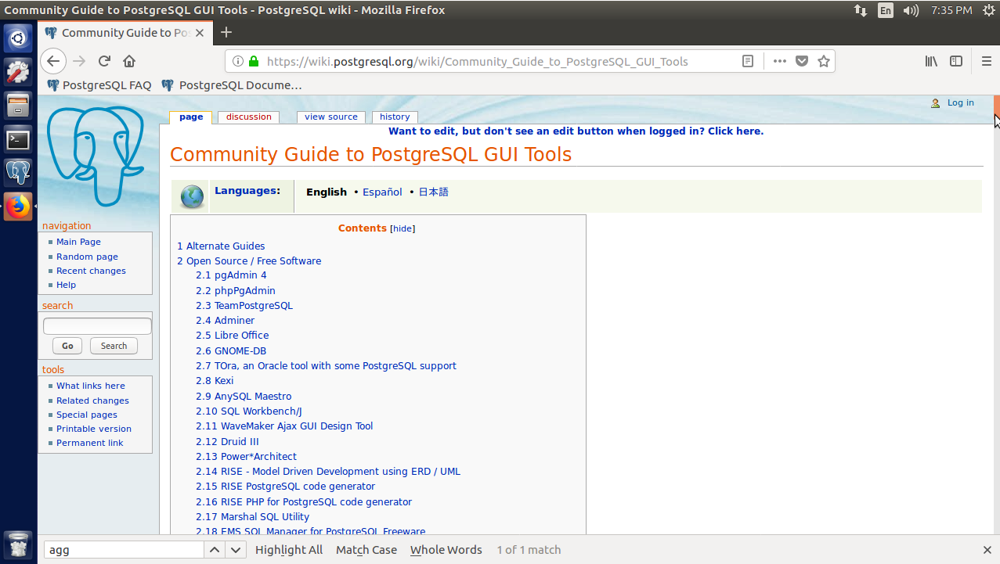 Community Guide to PostgreSQL GUI Tools - PostgreSQL wiki - Mozilla Firefox
En
7:35 PM
Community Guide to Pos
https://wiki.postgresql.org/wiki/Community_Guide_to_PostgreSQL_GUI_Tools
PostgreSQL FAQ
PostgreSQL Docume…
Log in
page
discussion
view source
history
Want to edit, but don't see an edit button when logged in? Click here.
Community Guide to PostgreSQL GUI Tools
Languages: English • Español • 日本語
navigation
Main Page
Random page
Recent changes
Help
search
Go
Search
tools
What links here
Related changes
Special pages
Printable version
Permanent link
Contents [hide]
1 Alternate Guides
2 Open Source / Free Software
2.1 pgAdmin 4
2.2 phpPgAdmin
2.3 TeamPostgreSQL
2.4 Adminer
2.5 Libre Office
2.6 GNOME-DB
2.7 TOra, an Oracle tool with some PostgreSQL support
2.8 Kexi
2.9 AnySQL Maestro
2.10 SQL Workbench/J
2.11 WaveMaker Ajax GUI Design Tool
2.12 Druid III
2.13 Power*Architect
2.14 RISE - Model Driven Development using ERD / UML
2.15 RISE PostgreSQL code generator
2.16 RISE PHP for PostgreSQL code generator
2.17 Marshal SQL Utility
2.18 EMS SQL Manager for PostgreSQL Freeware
agg
Highlight All
Match Case
Whole Words
1 of 1 match